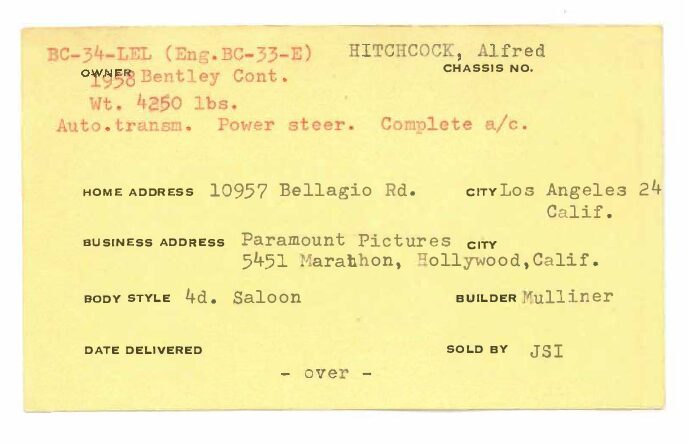 BC-34-LEL (Eng.BC-33-E) HITCHCOCK, Alfred
OWNER CHASSIS NO.
1958 Bentley Cont.
Wt. 4250 lbs.
Auto.transm. Power steer. Complete a/c.
HOME ADDRESS 10957 Bellagio Rd. CITY Los Angeles 24
Calif.
BUSINESS ADDRESS Paramount Pictures CITY
5451 Marathon, Hollywood,Calif.
BODY STYLE 4d. Saloon BUILDER Mulliner
DATE DELIVERED SOLD BY JSI
- over -